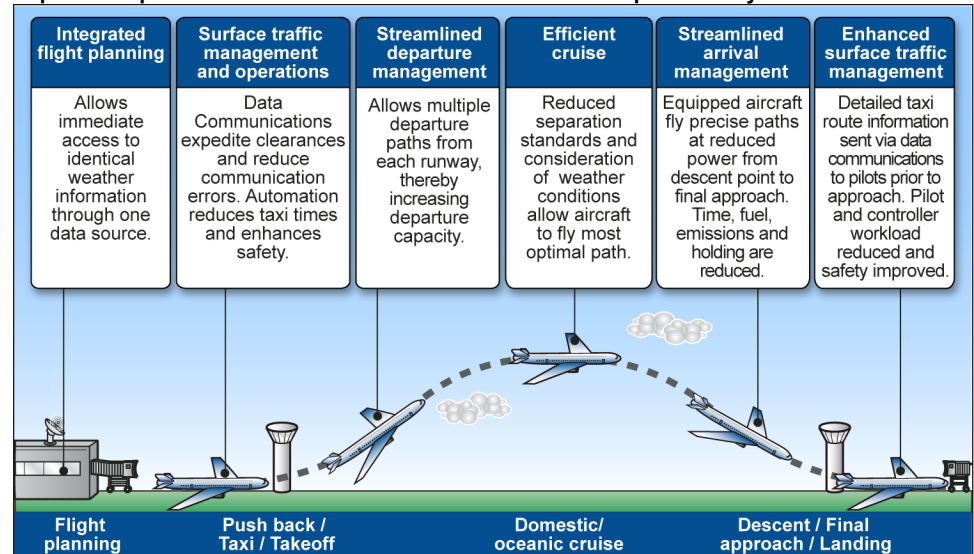 Integrated
flight planning
Allows
immediate
access to
identical
weather
information
through one
data source.
Surface traffic
management
and operations
Data
Communications
expedite clearances
and reduce
communication
errors. Automation
reduces taxi times
and enhances
safety.
Streamlined
departure
management
Allows multiple
departure
paths from
each runway,
thereby
increasing
departure
capacity.
Efficient
cruise
Reduced
separation
standards and
consideration
of weather
conditions
allow aircraft
to fly most
optimal path.
Streamlined
arrival
management
Equipped aircraft
fly precise paths
at reduced
power from
descent point to
final approach.
Time, fuel,
emissions and
holding are
reduced.
Enhanced
surface traffic
management
Detailed taxi
route information
sent via data
communications
to pilots prior to
approach. Pilot
and controller
workload
reduced and
safety improved.
Flight
planning
Push back /
Taxi / Takeoff
Domestic/
oceanic cruise
Descent / Final
approach / Landing